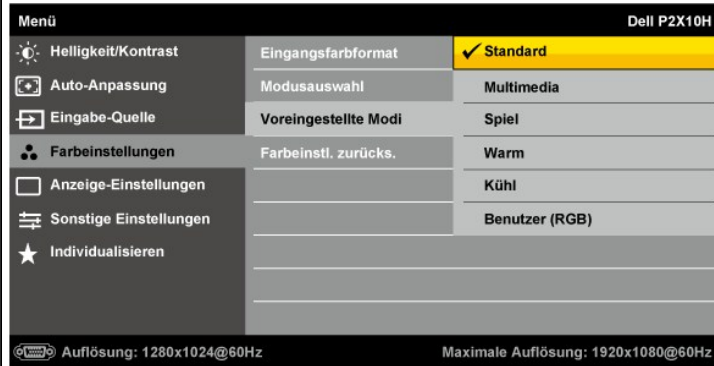 Menü
Dell P2X10H
Helligkeit/Kontrast
Auto-Anpassung
Eingabe-Quelle
Farbeinstellungen
Anzeige-Einstellungen
Sonstige Einstellungen
Individualisieren
Eingangsfarbformat
Modusauswahl
Voreingestellte Modi
Farbeinstl. zurücks.
Standard
Multimedia
Spiel
Warm
Kühl
Benutzer (RGB)
Auflösung: 1280x1024@60Hz
Maximale Auflösung: 1920x1080@60Hz